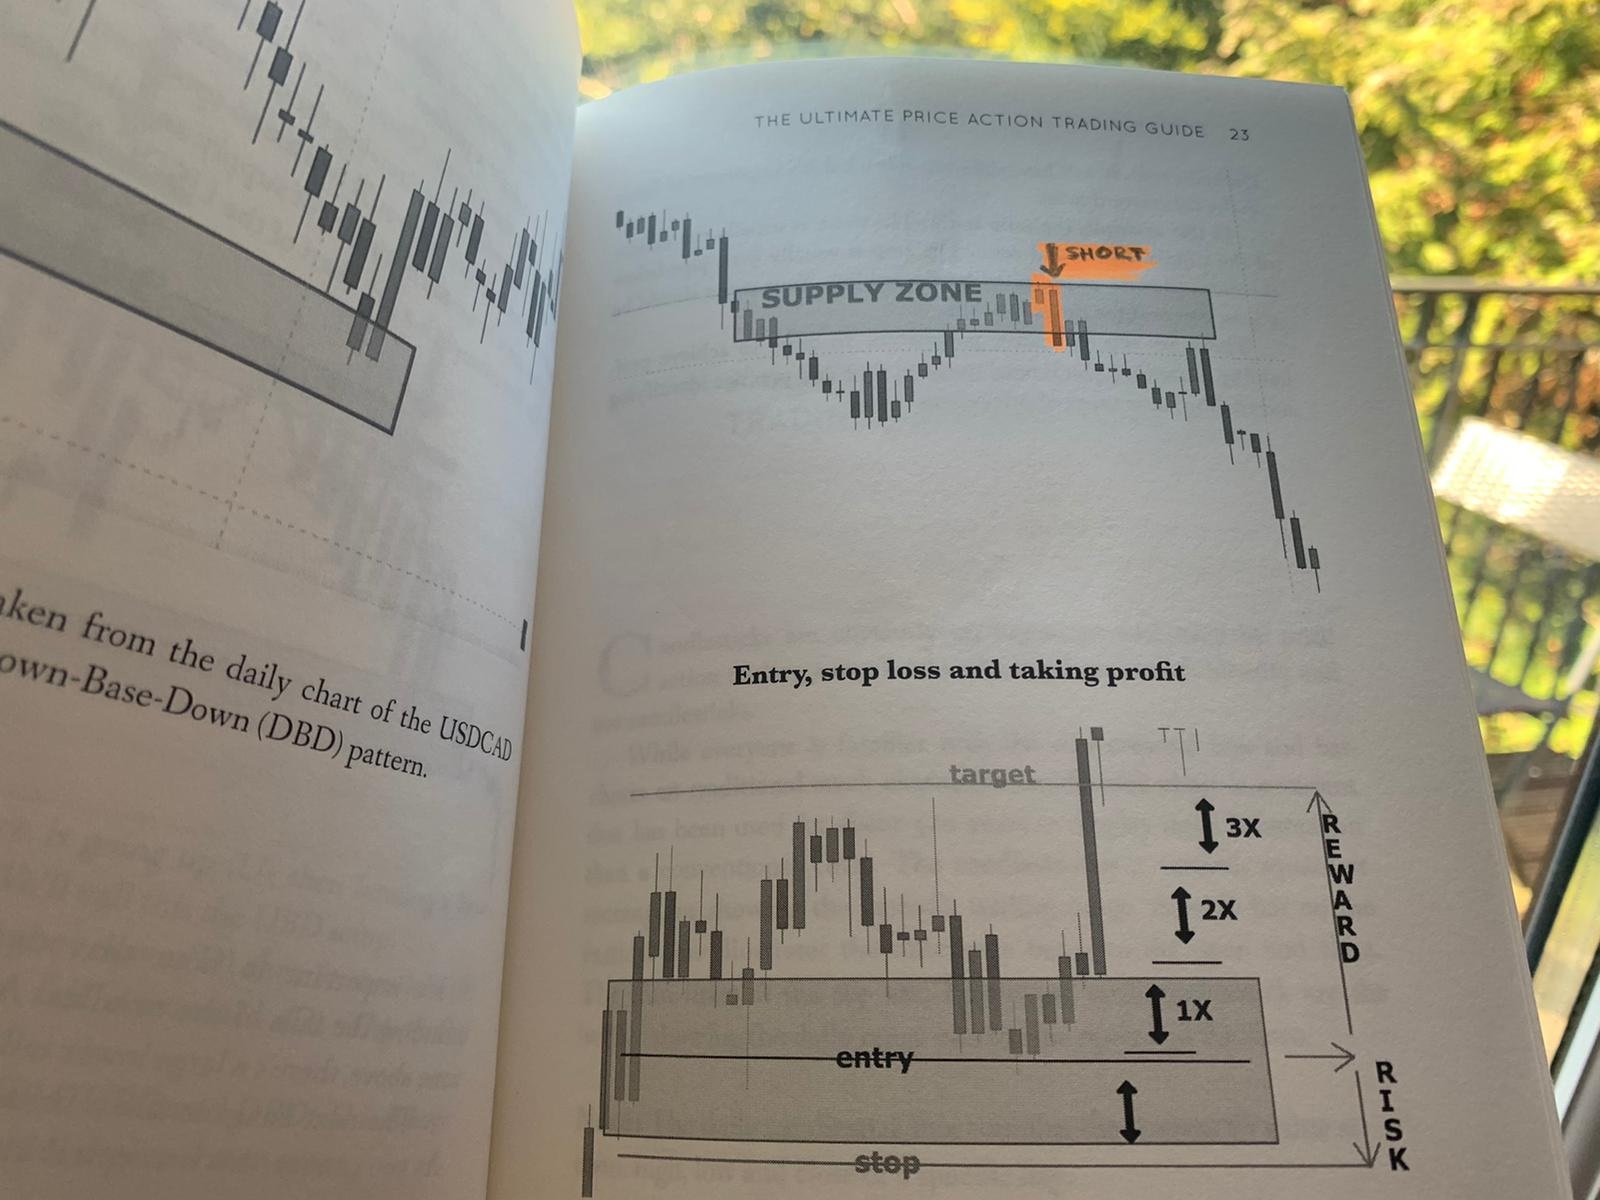 aken from the daily chart of the USDCAD
own-Base-Down (DBD) pattern.
THE ULTIMATE PRICE ACTION TRADING GUIDE 23
SHORT
SUPPLY ZONE
Entry, stop loss and taking profit
target
3X
2X
1X
entry
stop
REWARD
RISK